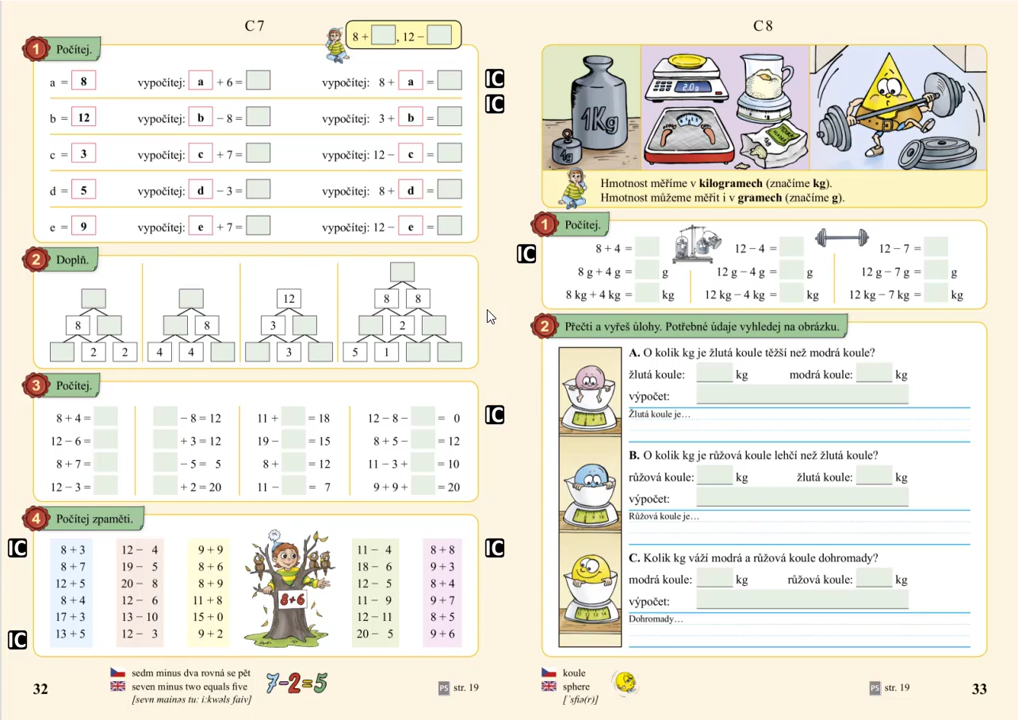 C 7
8 + , 12 −
1 Počítej.
a = 8 vypočítej: a + 6 = vypočítej: 8 + a =
b = 12 vypočítej: b − 8 = vypočítej: 3 + b =
c = 3 vypočítej: c + 7 = vypočítej: 12 − c =
d = 5 vypočítej: d − 3 = vypočítej: 8 + d =
e = 9 vypočítej: e + 7 = vypočítej: 12 − e =
IC
IC
2 Doplň.
12 8 8
8 8 3 2
2 2 4 4 3 5 1
3 Počítej.
8 + 4 = − 8 = 12 11 + = 18 12 − 8 − = 0
12 − 6 = + 3 = 12 19 − = 15 8 + 5 − = 12
8 + 7 = − 5 = 5 8 + = 12 11 − 3 + = 10
12 − 3 = + 2 = 20 11 − = 7 9 + 9 + = 20
IC
4 Počítej zpaměti.
IC
IC
8 + 3 12 − 4 9 + 9 11 − 4 8 + 8
8 + 7 19 − 5 8 + 6 18 − 6 9 + 3
12 + 5 20 − 8 8 + 9 12 − 5 8 + 4
8 + 4 12 − 6 11 + 8 11 − 9 9 + 7
17 + 3 13 − 10 15 + 0 12 − 11 8 + 5
13 + 5 12 − 3 9 + 2 20 − 5 9 + 6
8+6
IC
32
sedm minus dva rovná se pět
seven minus two equals five
[sevn mainəs tuː iːkwəls faiv]
7-2=5
PS str. 19
C 8
1Kg
1g
2.0g
Hmotnost měříme v kilogramech (značíme kg).
Hmotnost můžeme měřit i v gramech (značíme g).
1 Počítej.
IC
8 + 4 = 12 − 4 = 12 − 7 =
8 g + 4 g = g 12 g − 4 g = g 12 g − 7 g = g
8 kg + 4 kg = kg 12 kg − 4 kg = kg 12 kg − 7 kg = kg
2 Přečti a vyřeš úlohy. Potřebné údaje vyhledej na obrázku.
A. O kolik kg je žlutá koule těžší než modrá koule?
žlutá koule: kg modrá koule: kg
výpočet:
Žlutá koule je…
B. O kolik kg je růžová koule lehčí než žlutá koule?
růžová koule: kg žlutá koule: kg
výpočet:
Růžová koule je…
C. Kolik kg váží modrá a růžová koule dohromady?
modrá koule: kg růžová koule: kg
výpočet:
Dohromady…
koule
sphere
[ˈsfiə(r)]
PS str. 19
33